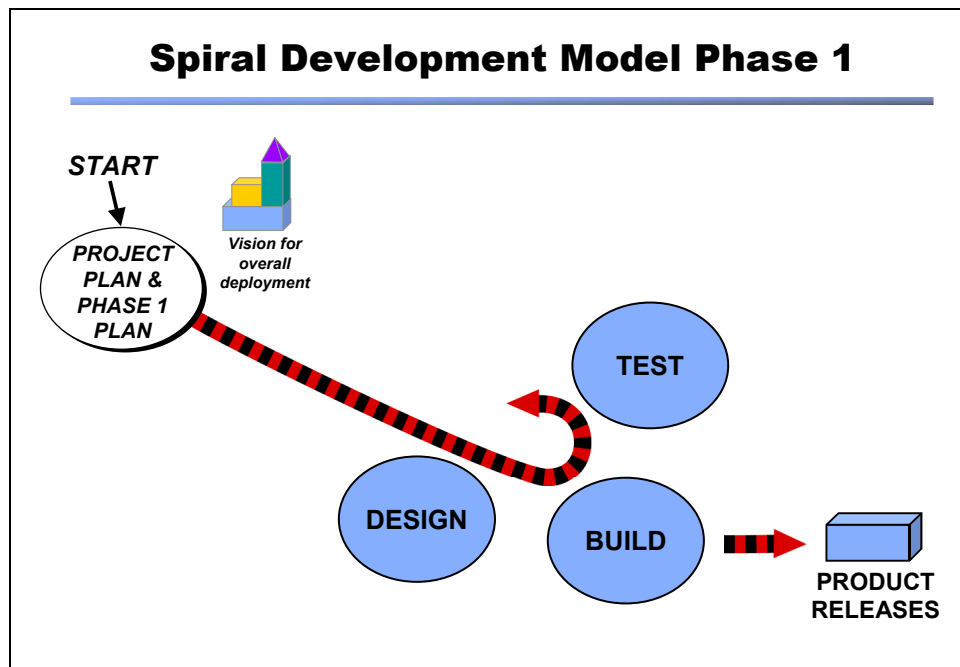 Spiral Development Model Phase 1
START
PROJECT
PLAN &
PHASE 1
PLAN
Vision for
overall
deployment
TEST
DESIGN
BUILD
PRODUCT
RELEASES